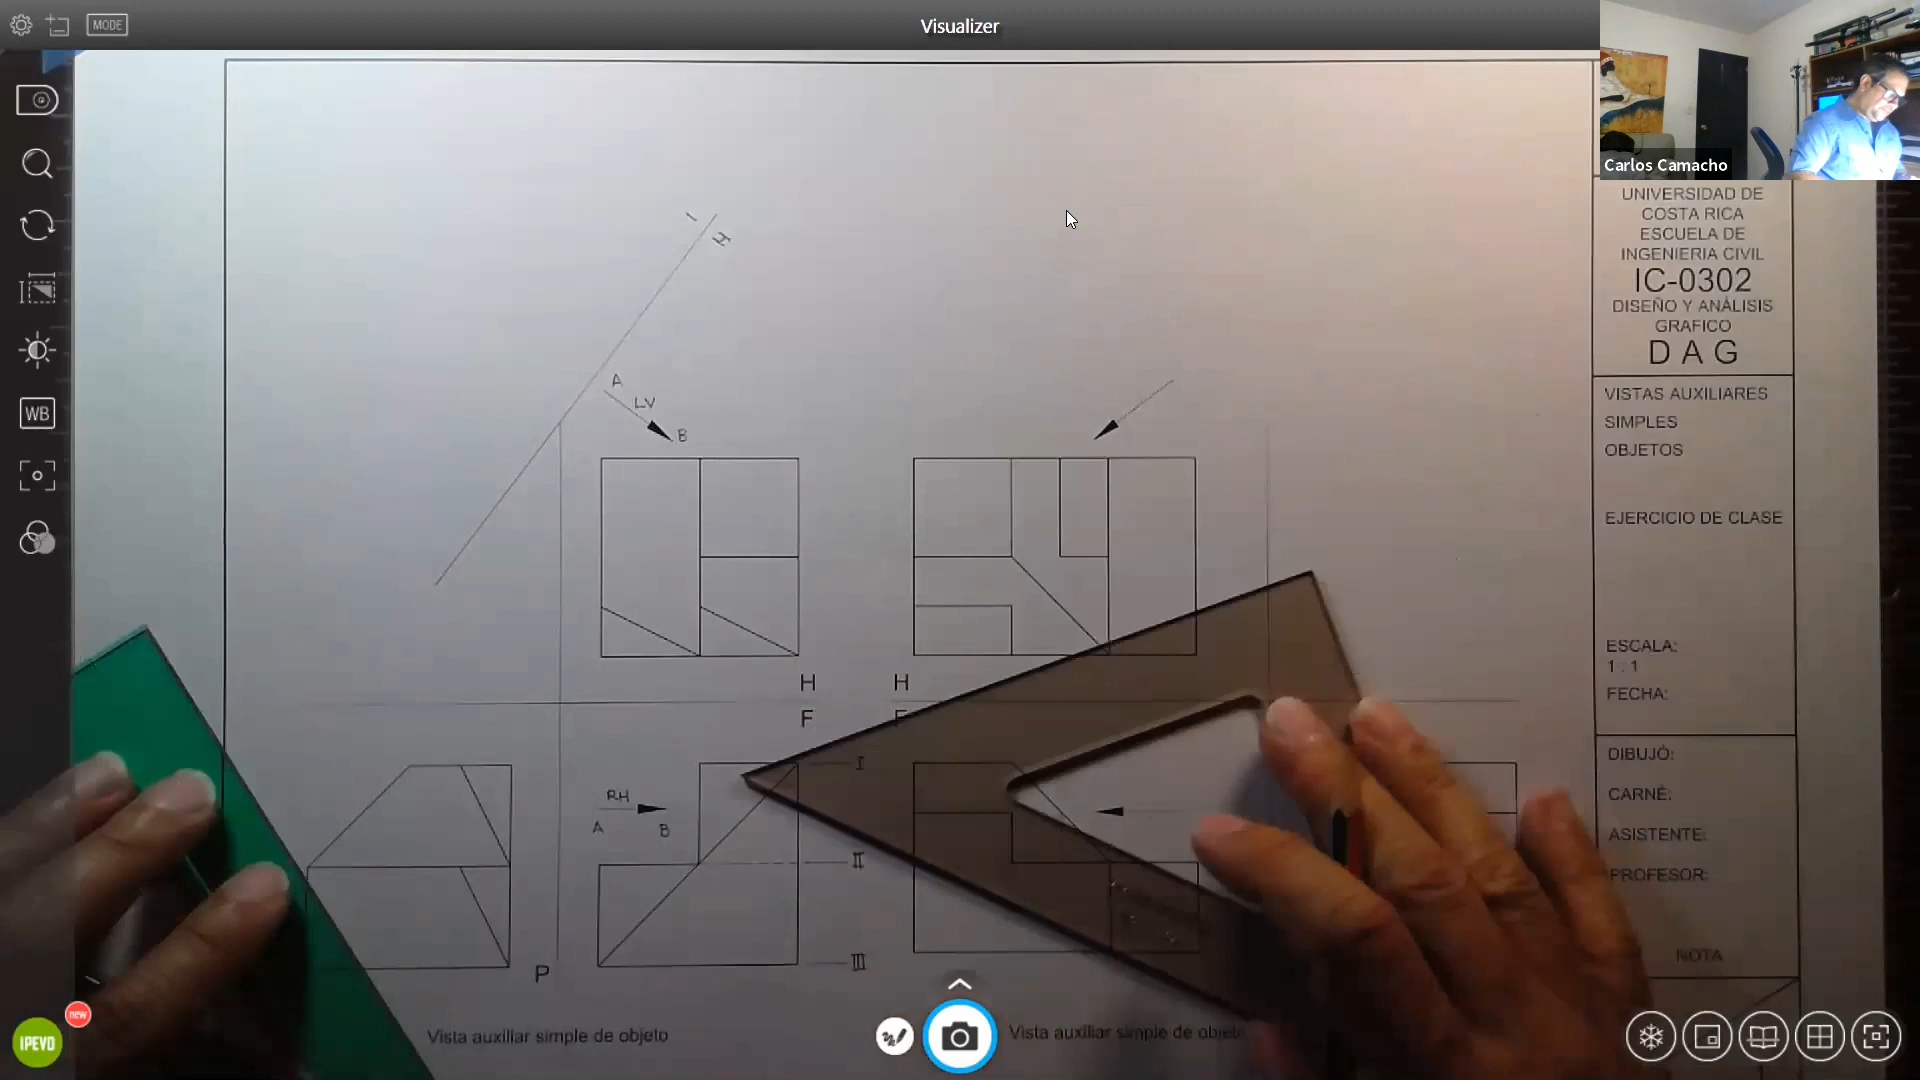 MODE
Visualizer
Carlos Camacho
UNIVERSIDAD DE
COSTA RICA
ESCUELA DE
INGENIERIA CIVIL
IC-0302
DISEÑO Y ANÁLISIS
GRAFICO
D A G
VISTAS AUXILIARES
SIMPLES
OBJETOS
EJERCICIO DE CLASE
ESCALA:
1 : 1
FECHA:
DIBUJÓ:
CARNÉ:
ASISTENTE:
PROFESOR:
NOTA
WB
I
H
A
LV
B
H
F
H
F
I
RH
A
B
II
III
P
new
IPEVO
Vista auxiliar simple de objeto
Vista auxiliar simple de objeto